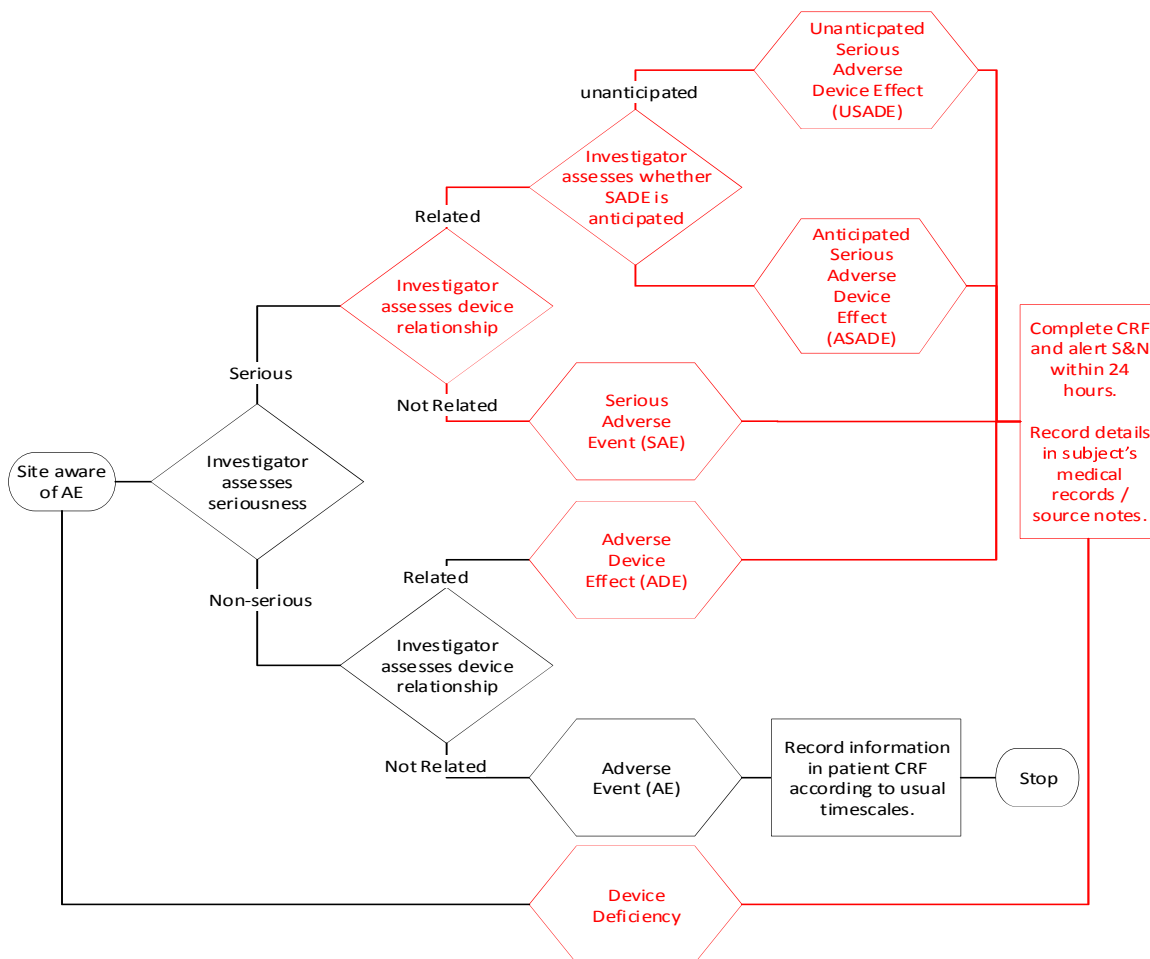 Unanticpated
Serious
Adverse
Device Effect
(USADE)
unanticipated
Investigator
assesses whether
SADE is
anticipated
Related
Anticipated
Serious
Adverse
Device
Effect
(ASADE)
Investigator
assesses device
relationship
Complete CRF
and alert S&N
within 24
hours.
Record details
in subject's
medical
records /
source notes.
Serious
Not Related
Serious
Adverse
Event (SAE)
Site aware
of AE
Investigator
assesses
seriousness
Adverse
Device
Effect (ADE)
Related
Non-serious
Investigator
assesses device
relationship
Not Related
Adverse
Event (AE)
Record information
in patient CRF
according to usual
timescales.
Stop
Device
Deficiency